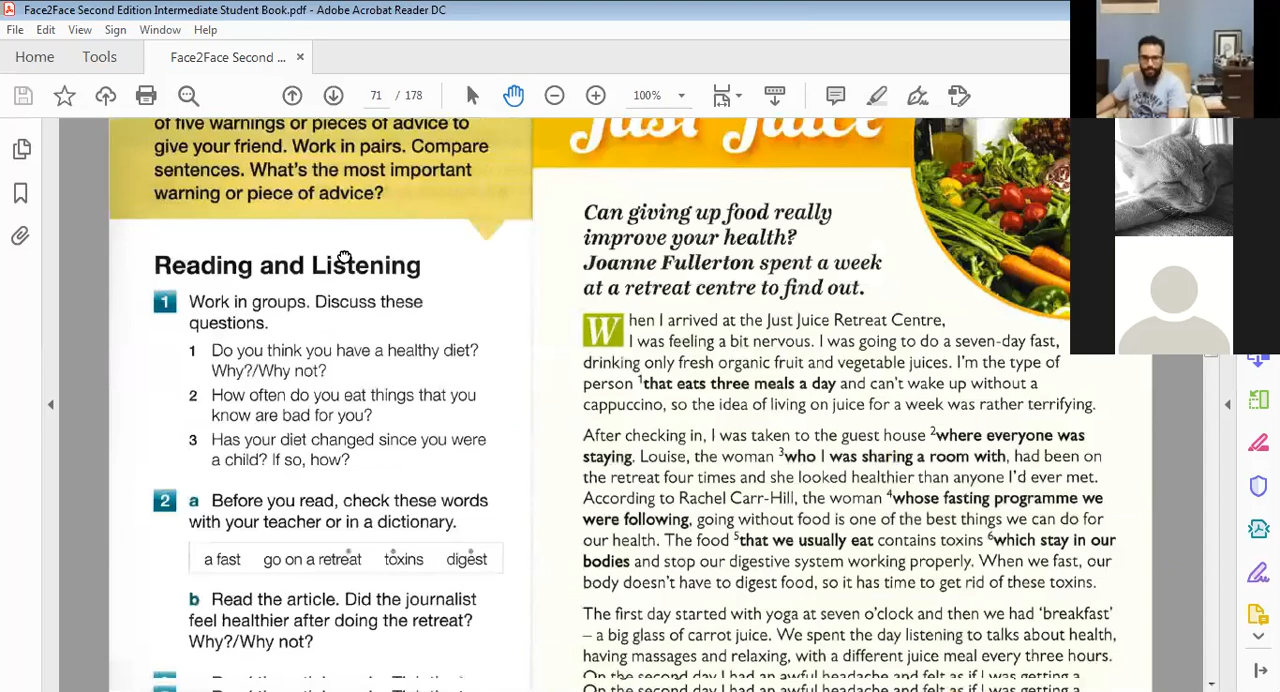 Face2Face Second Edition Intermediate Student Book.pdf - Adobe Acrobat Reader DC
File Edit View Sign Window Help
Home Tools Face2Face Second ... ×
71 / 178 100%
of five warnings or pieces of advice to
give your friend. Work in pairs. Compare
sentences. What's the most important
warning or piece of advice?
Reading and Listening
1 Work in groups. Discuss these
questions.
1 Do you think you have a healthy diet?
Why?/Why not?
2 How often do you eat things that you
know are bad for you?
3 Has your diet changed since you were
a child? If so, how?
2 a Before you read, check these words
with your teacher or in a dictionary.
a fast go on a retreat toxins digest
b Read the article. Did the journalist
feel healthier after doing the retreat?
Why?/Why not?
Just Juice
Can giving up food really
improve your health?
Joanne Fullerton spent a week
at a retreat centre to find out.
When I arrived at the Just Juice Retreat Centre,
I was feeling a bit nervous. I was going to do a seven-day fast,
drinking only fresh organic fruit and vegetable juices. I'm the type of
person 1that eats three meals a day and can't wake up without a
cappuccino, so the idea of living on juice for a week was rather terrifying.
After checking in, I was taken to the guest house 2where everyone was
staying. Louise, the woman 3who I was sharing a room with, had been on
the retreat four times and she looked healthier than anyone I'd ever met.
According to Rachel Carr-Hill, the woman 4whose fasting programme we
were following, going without food is one of the best things we can do for
our health. The food 5that we usually eat contains toxins 6which stay in our
bodies and stop our digestive system working properly. When we fast, our
body doesn't have to digest food, so it has time to get rid of these toxins.
The first day started with yoga at seven o'clock and then we had 'breakfast'
– a big glass of carrot juice. We spent the day listening to talks about health,
having massages and relaxing, with a different juice meal every three hours.
On the second day I had an awful headache and felt as if I was getting a